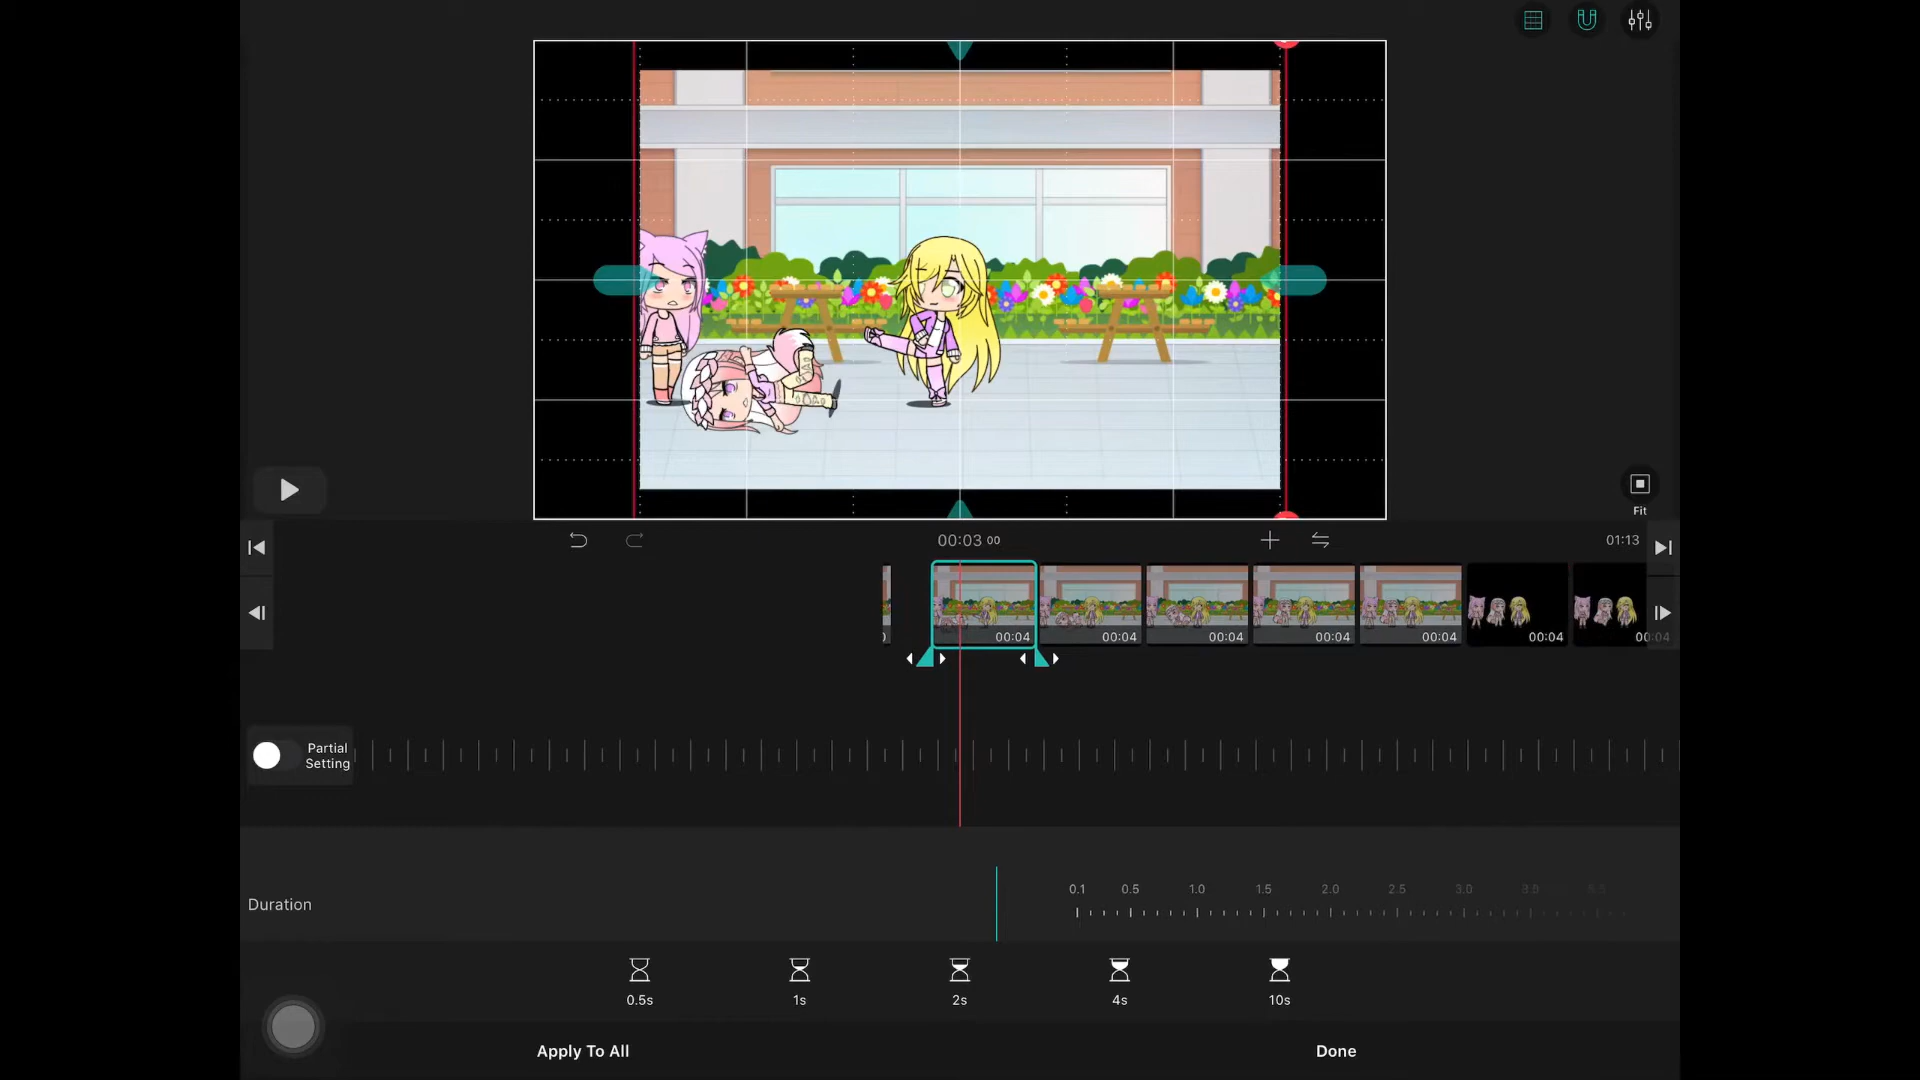 Fit
00:03 00
01:13
00:04
00:04
00:04
00:04
00:04
00:04
00:04
Partial
Setting
0.1 0.5 1.0 1.5 2.0 2.5 3.0
Duration
0.5s 1s 2s 4s 10s
Apply To All Done